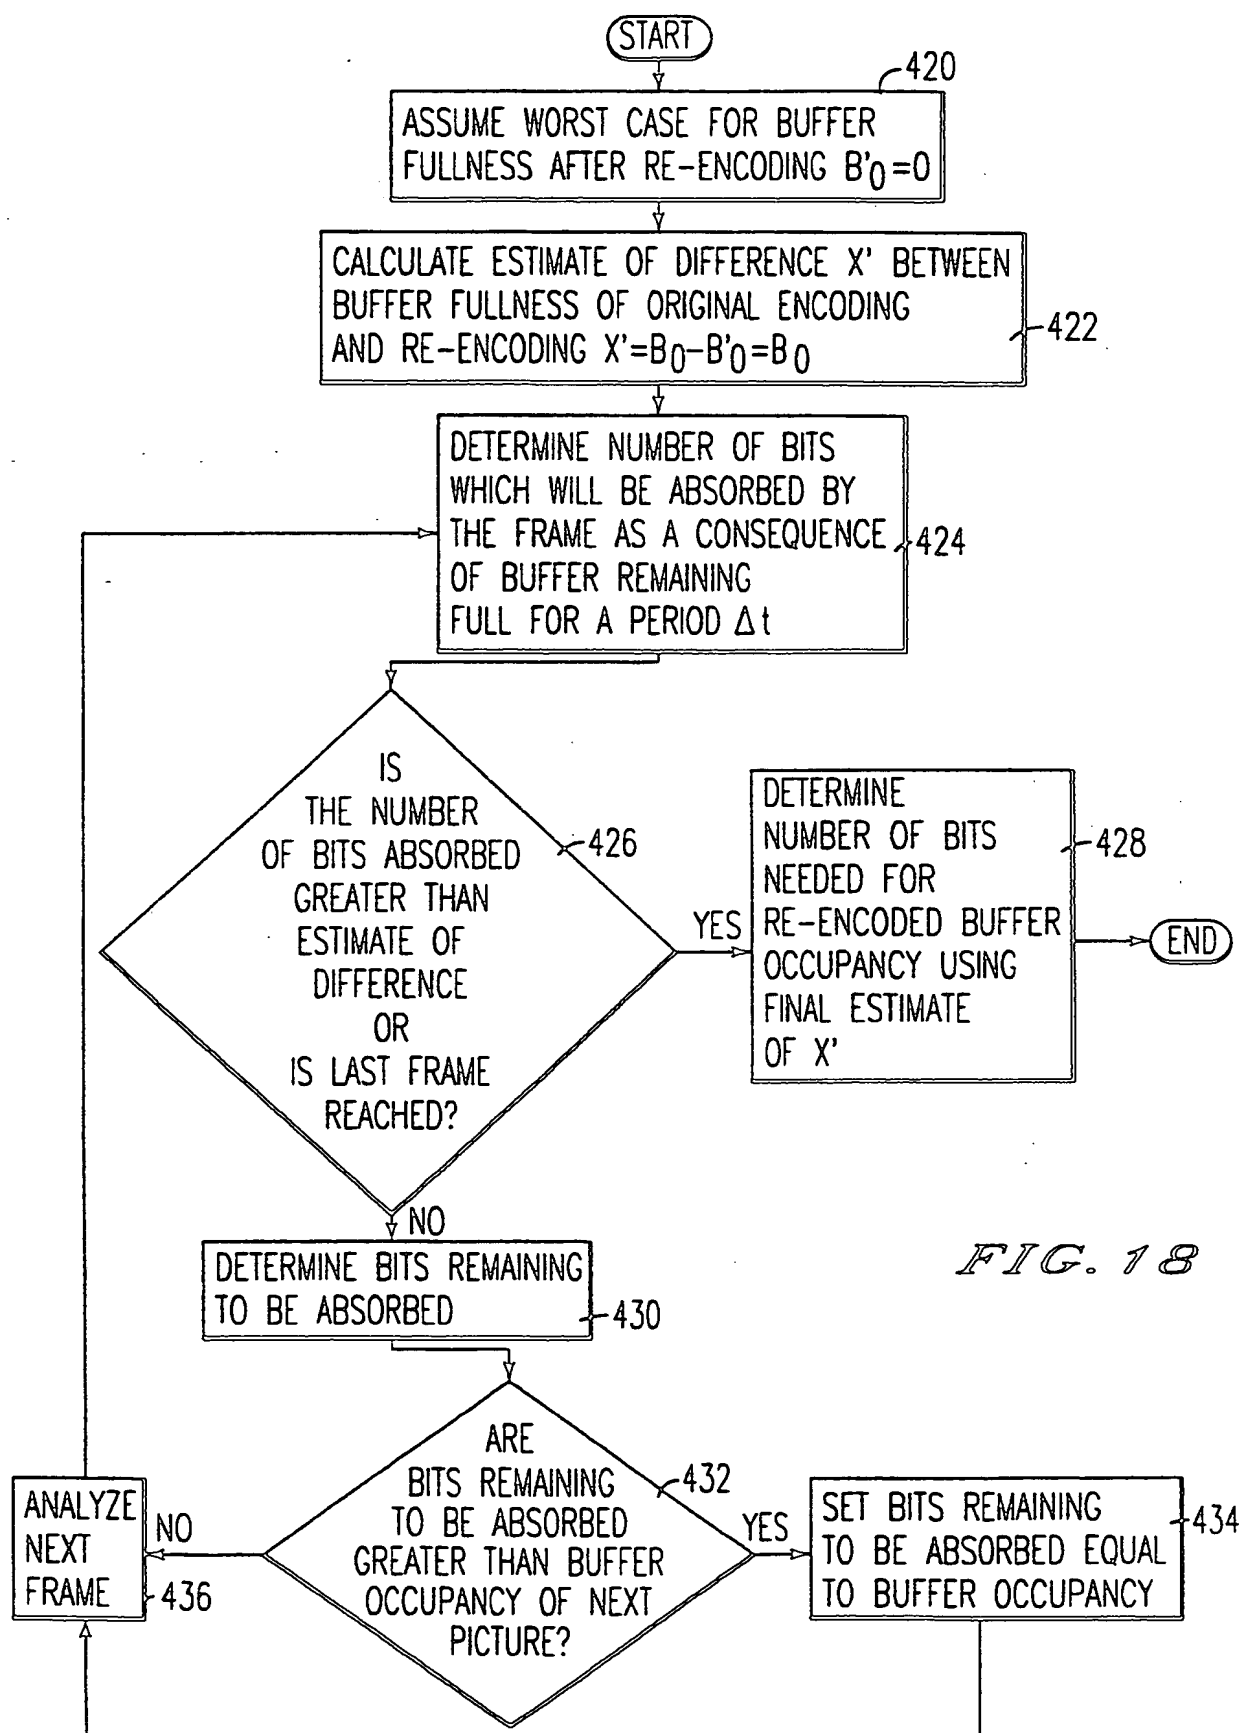 START
420
ASSUME WORST CASE FOR BUFFER
FULLNESS AFTER RE-ENCODING B'0=0
CALCULATE ESTIMATE OF DIFFERENCE X' BETWEEN
BUFFER FULLNESS OF ORIGINAL ENCODING
AND RE-ENCODING X'=B0-B'0=B0
422
DETERMINE NUMBER OF BITS
WHICH WILL BE ABSORBED BY
THE FRAME AS A CONSEQUENCE
OF BUFFER REMAINING
FULL FOR A PERIOD Δt
424
IS
THE NUMBER
OF BITS ABSORBED
GREATER THAN
ESTIMATE OF
DIFFERENCE
OR
IS LAST FRAME
REACHED?
426
YES
DETERMINE
NUMBER OF BITS
NEEDED FOR
RE-ENCODED BUFFER
OCCUPANCY USING
FINAL ESTIMATE
OF X'
428
END
NO
DETERMINE BITS REMAINING
TO BE ABSORBED
430
FIG. 18
ARE
BITS REMAINING
TO BE ABSORBED
GREATER THAN BUFFER
OCCUPANCY OF NEXT
PICTURE?
432
NO
ANALYZE
NEXT
FRAME
436
YES
SET BITS REMAINING
TO BE ABSORBED EQUAL
TO BUFFER OCCUPANCY
434